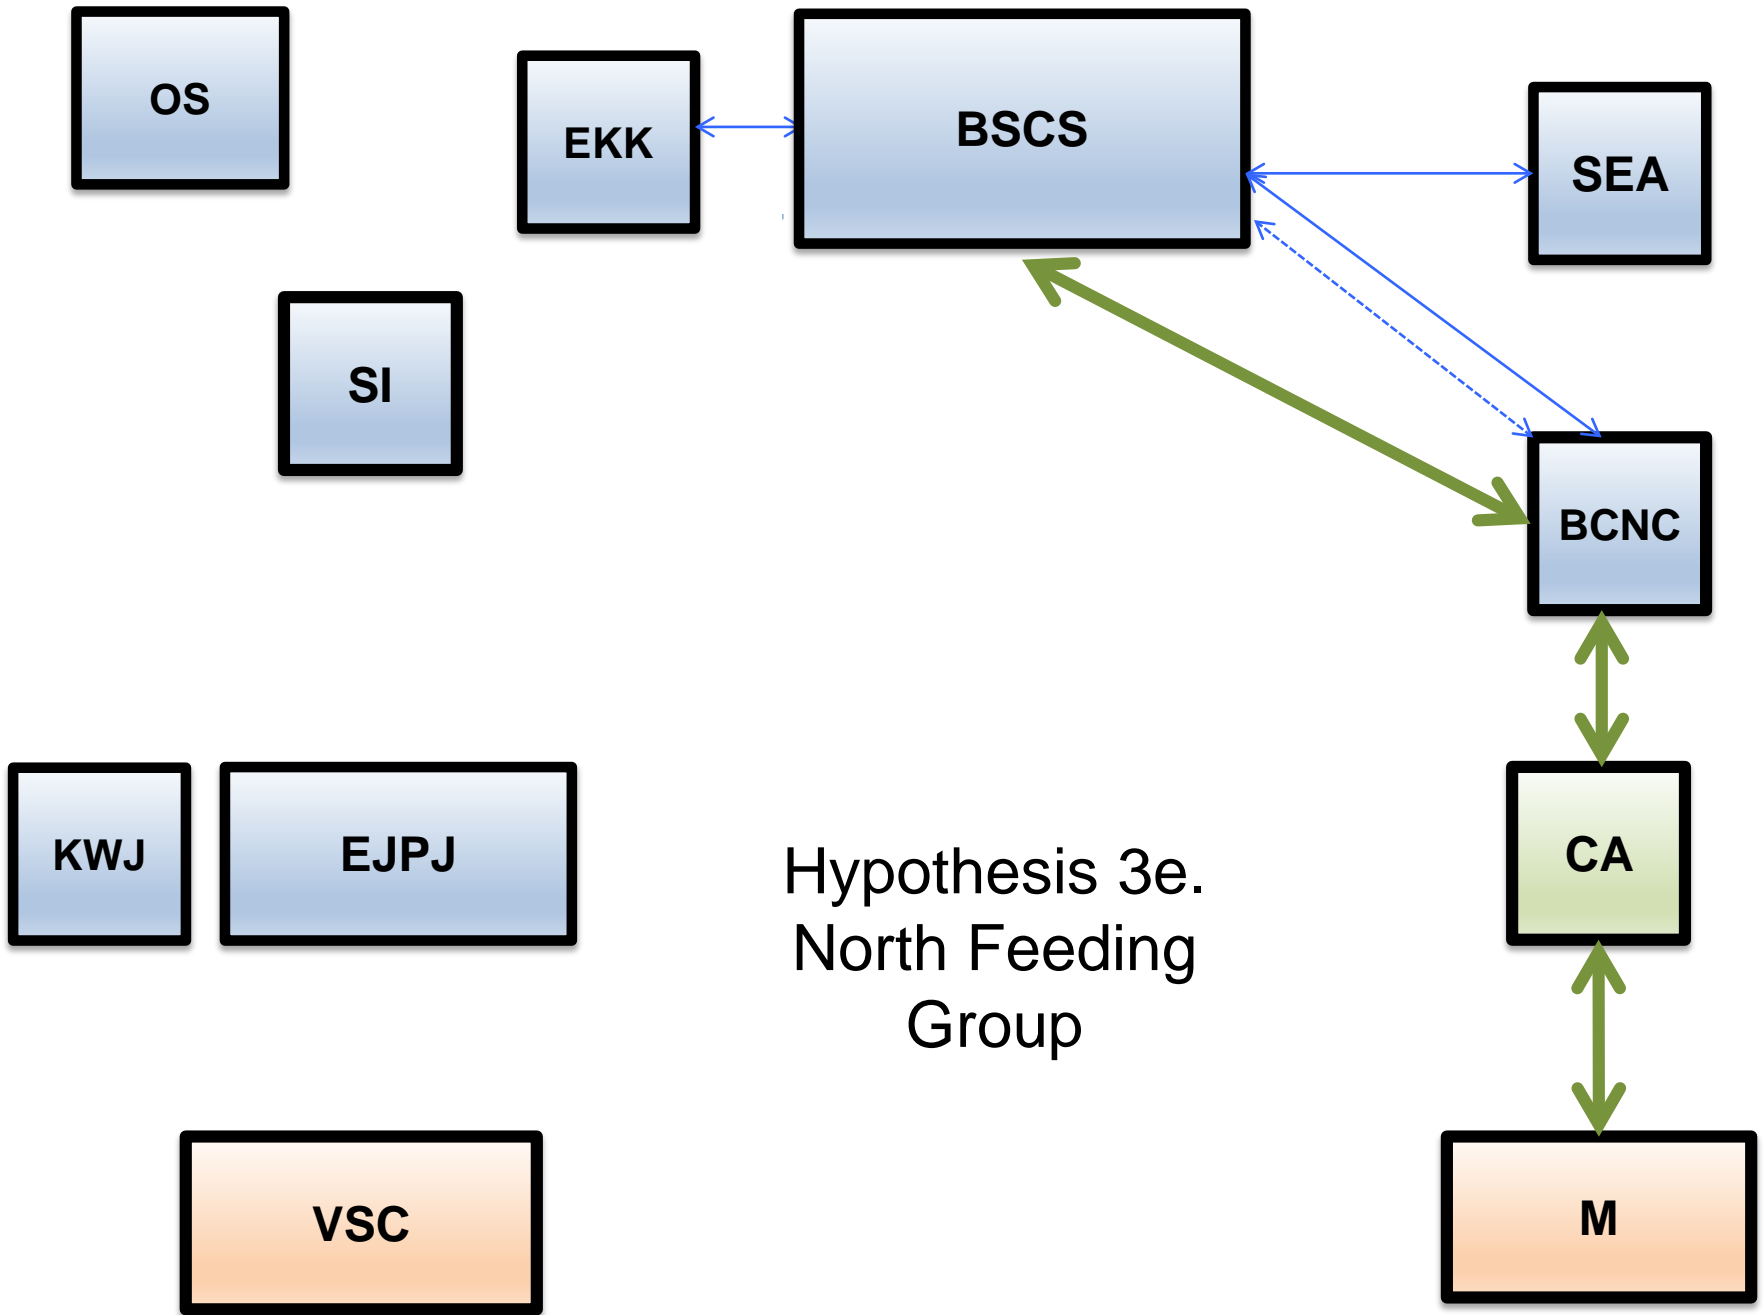 OS
EKK
BSCS
SEA
SI
BCNC
KWJ
EJPJ
CA
Hypothesis 3e.
North Feeding
Group
VSC
M